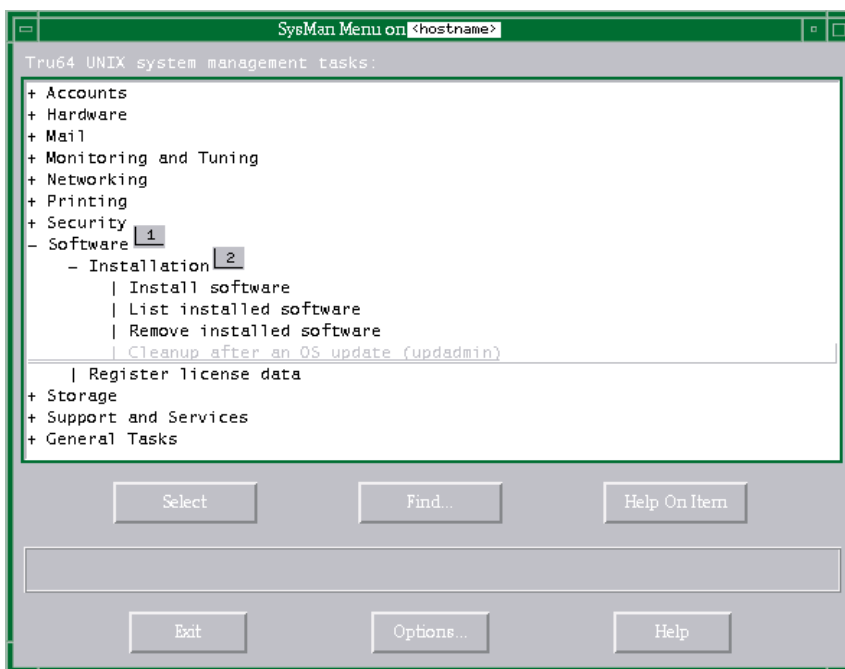 SysMan Menu on <hostname>
Tru64 UNIX system management tasks:
+ Accounts
+ Hardware
+ Mail
+ Monitoring and Tuning
+ Networking
+ Printing
+ Security
- Software 1
- Installation 2
| Install software
| List installed software
| Remove installed software
| Cleanup after an OS update (updadmin)
| Register license data
+ Storage
+ Support and Services
+ General Tasks
Select Find... Help On Item
Exit Options... Help